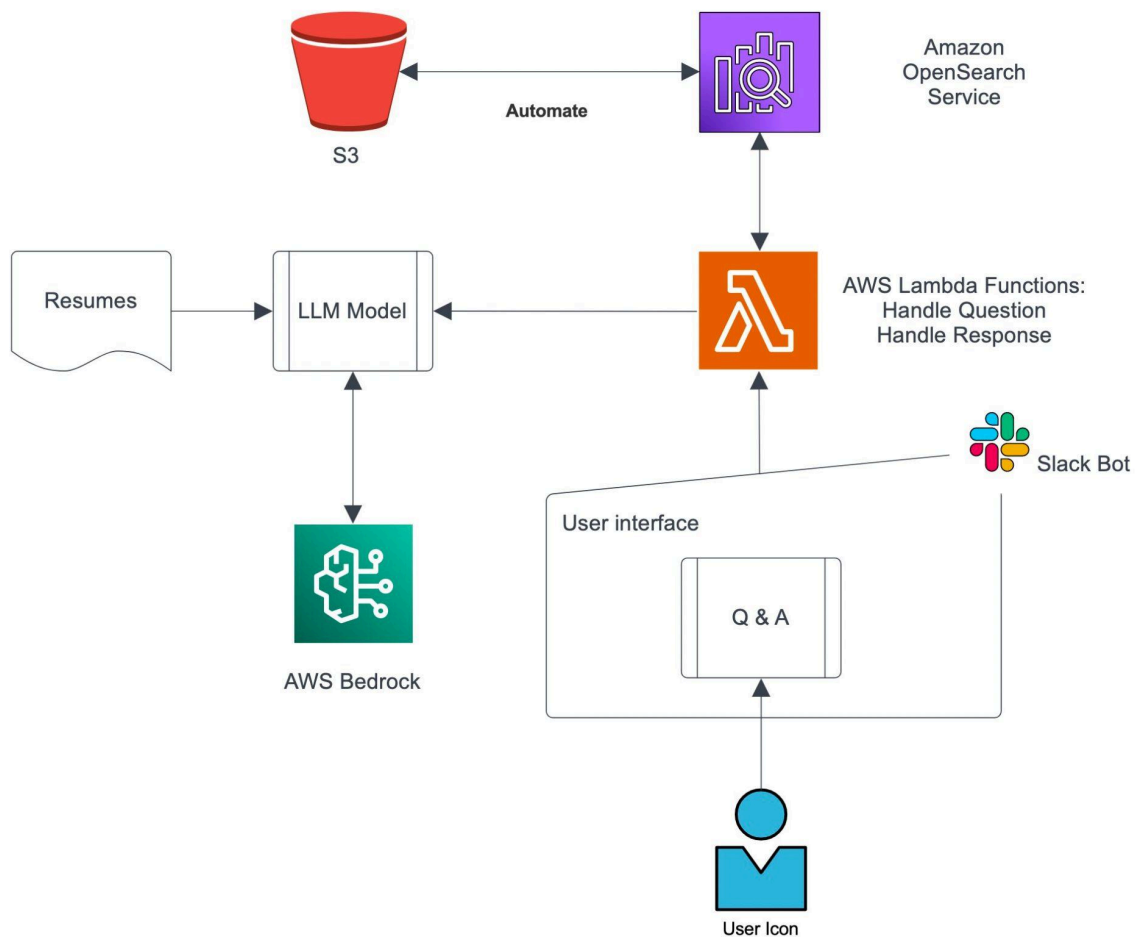 Amazon
OpenSearch
Service
Automate
S3
Resumes
LLM Model
AWS Lambda Functions:
Handle Question
Handle Response
Slack Bot
User interface
Q & A
AWS Bedrock
User Icon